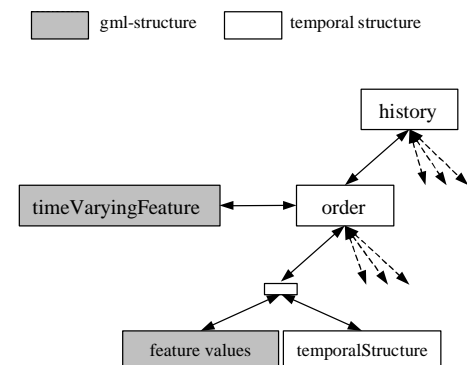 gml-structure temporal structure
history
timeVaryingFeature order
feature values temporalStructure